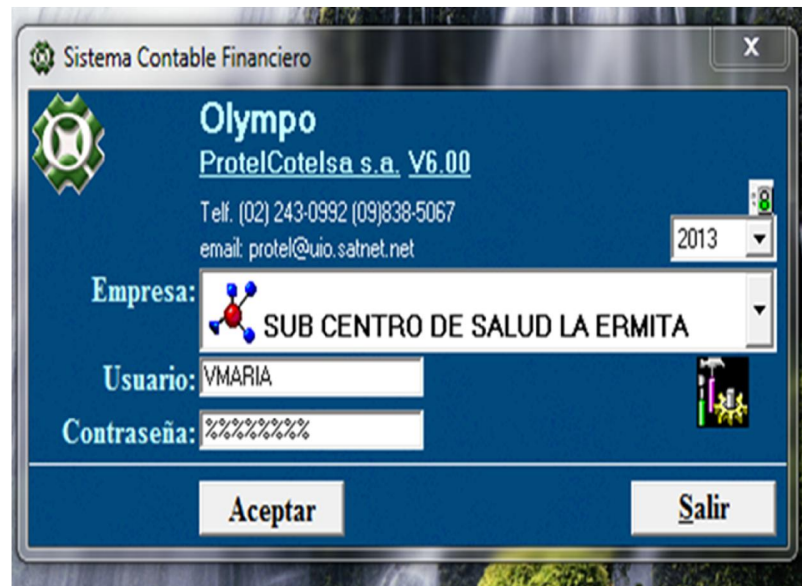 Sistema Contable Financiero
X
Olympo
ProtelCotelsa s.a. V6.00
Telf. (02) 243-0992 (09)838-5067
email: protel@uio.satnet.net
2013
Empresa: SUB CENTRO DE SALUD LA ERMITA
Usuario: VMARIA
Contraseña: %%%%%%%%
Aceptar Salir